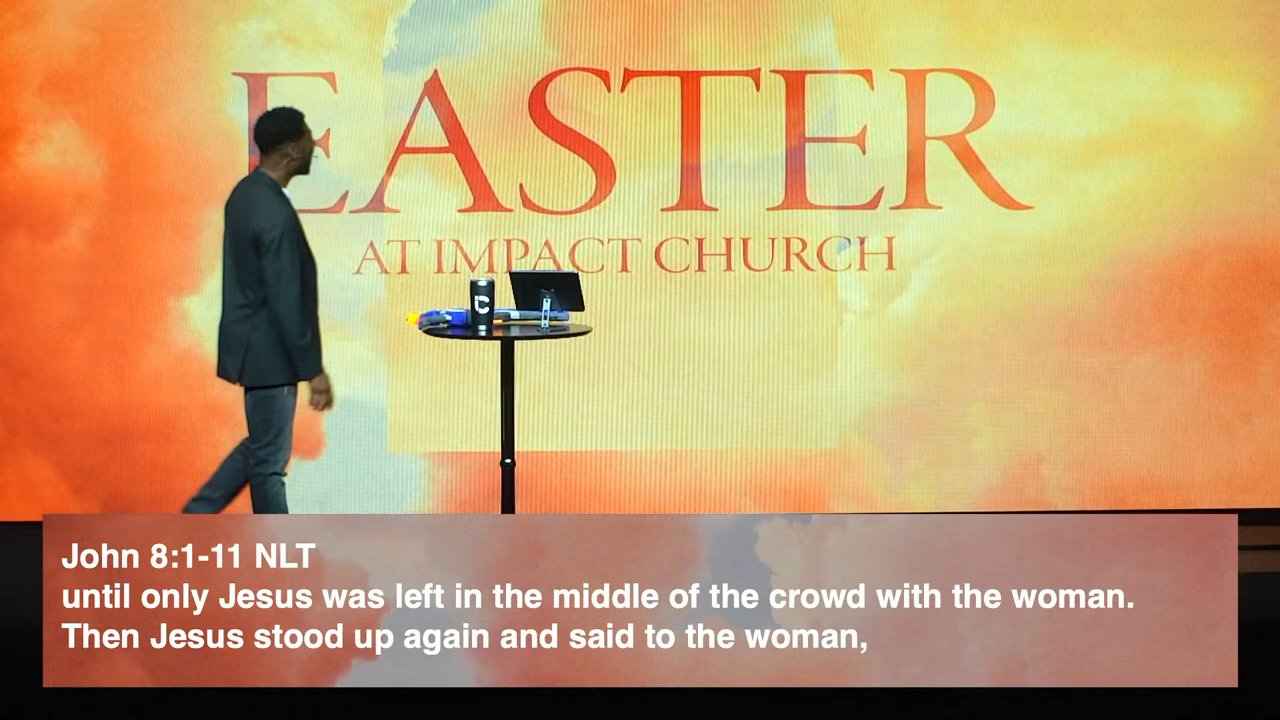 EASTER
AT IMPACT CHURCH
John 8:1-11 NLT
until only Jesus was left in the middle of the crowd with the woman.
Then Jesus stood up again and said to the woman,